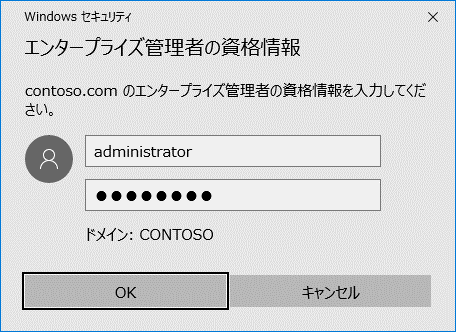 Windows セキュリティ
エンタープライズ管理者の資格情報
contoso.com のエンタープライズ管理者の資格情報を入力してくだ
さい。
administrator
●●●●●●●●
ドメイン: CONTOSO
OK
キャンセル